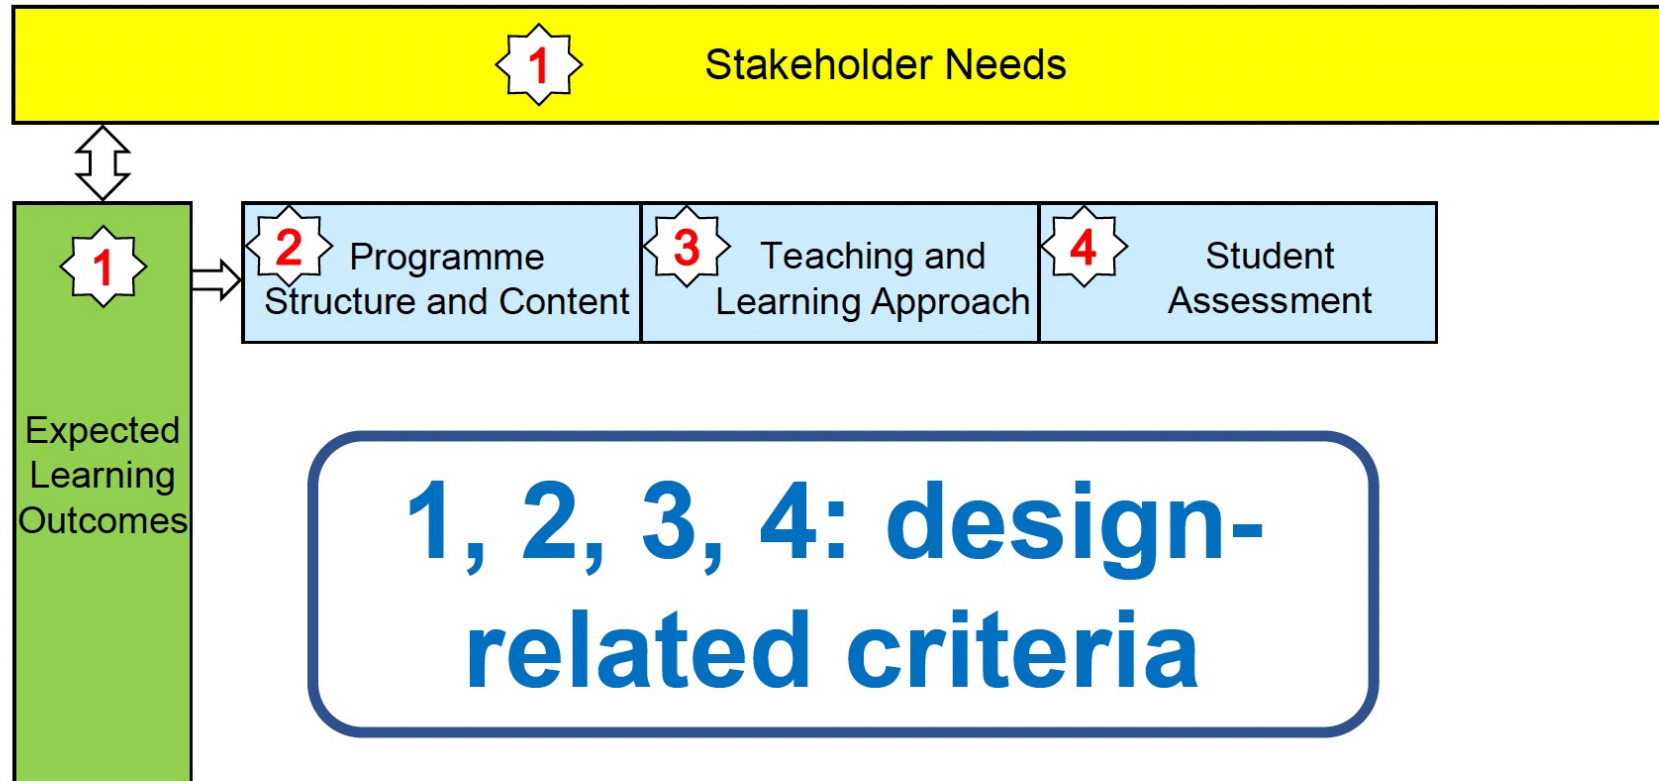 1 Stakeholder Needs
1
Expected
Learning
Outcomes
2 Programme
Structure and Content
3 Teaching and
Learning Approach
4 Student
Assessment
1, 2, 3, 4: design-
related criteria